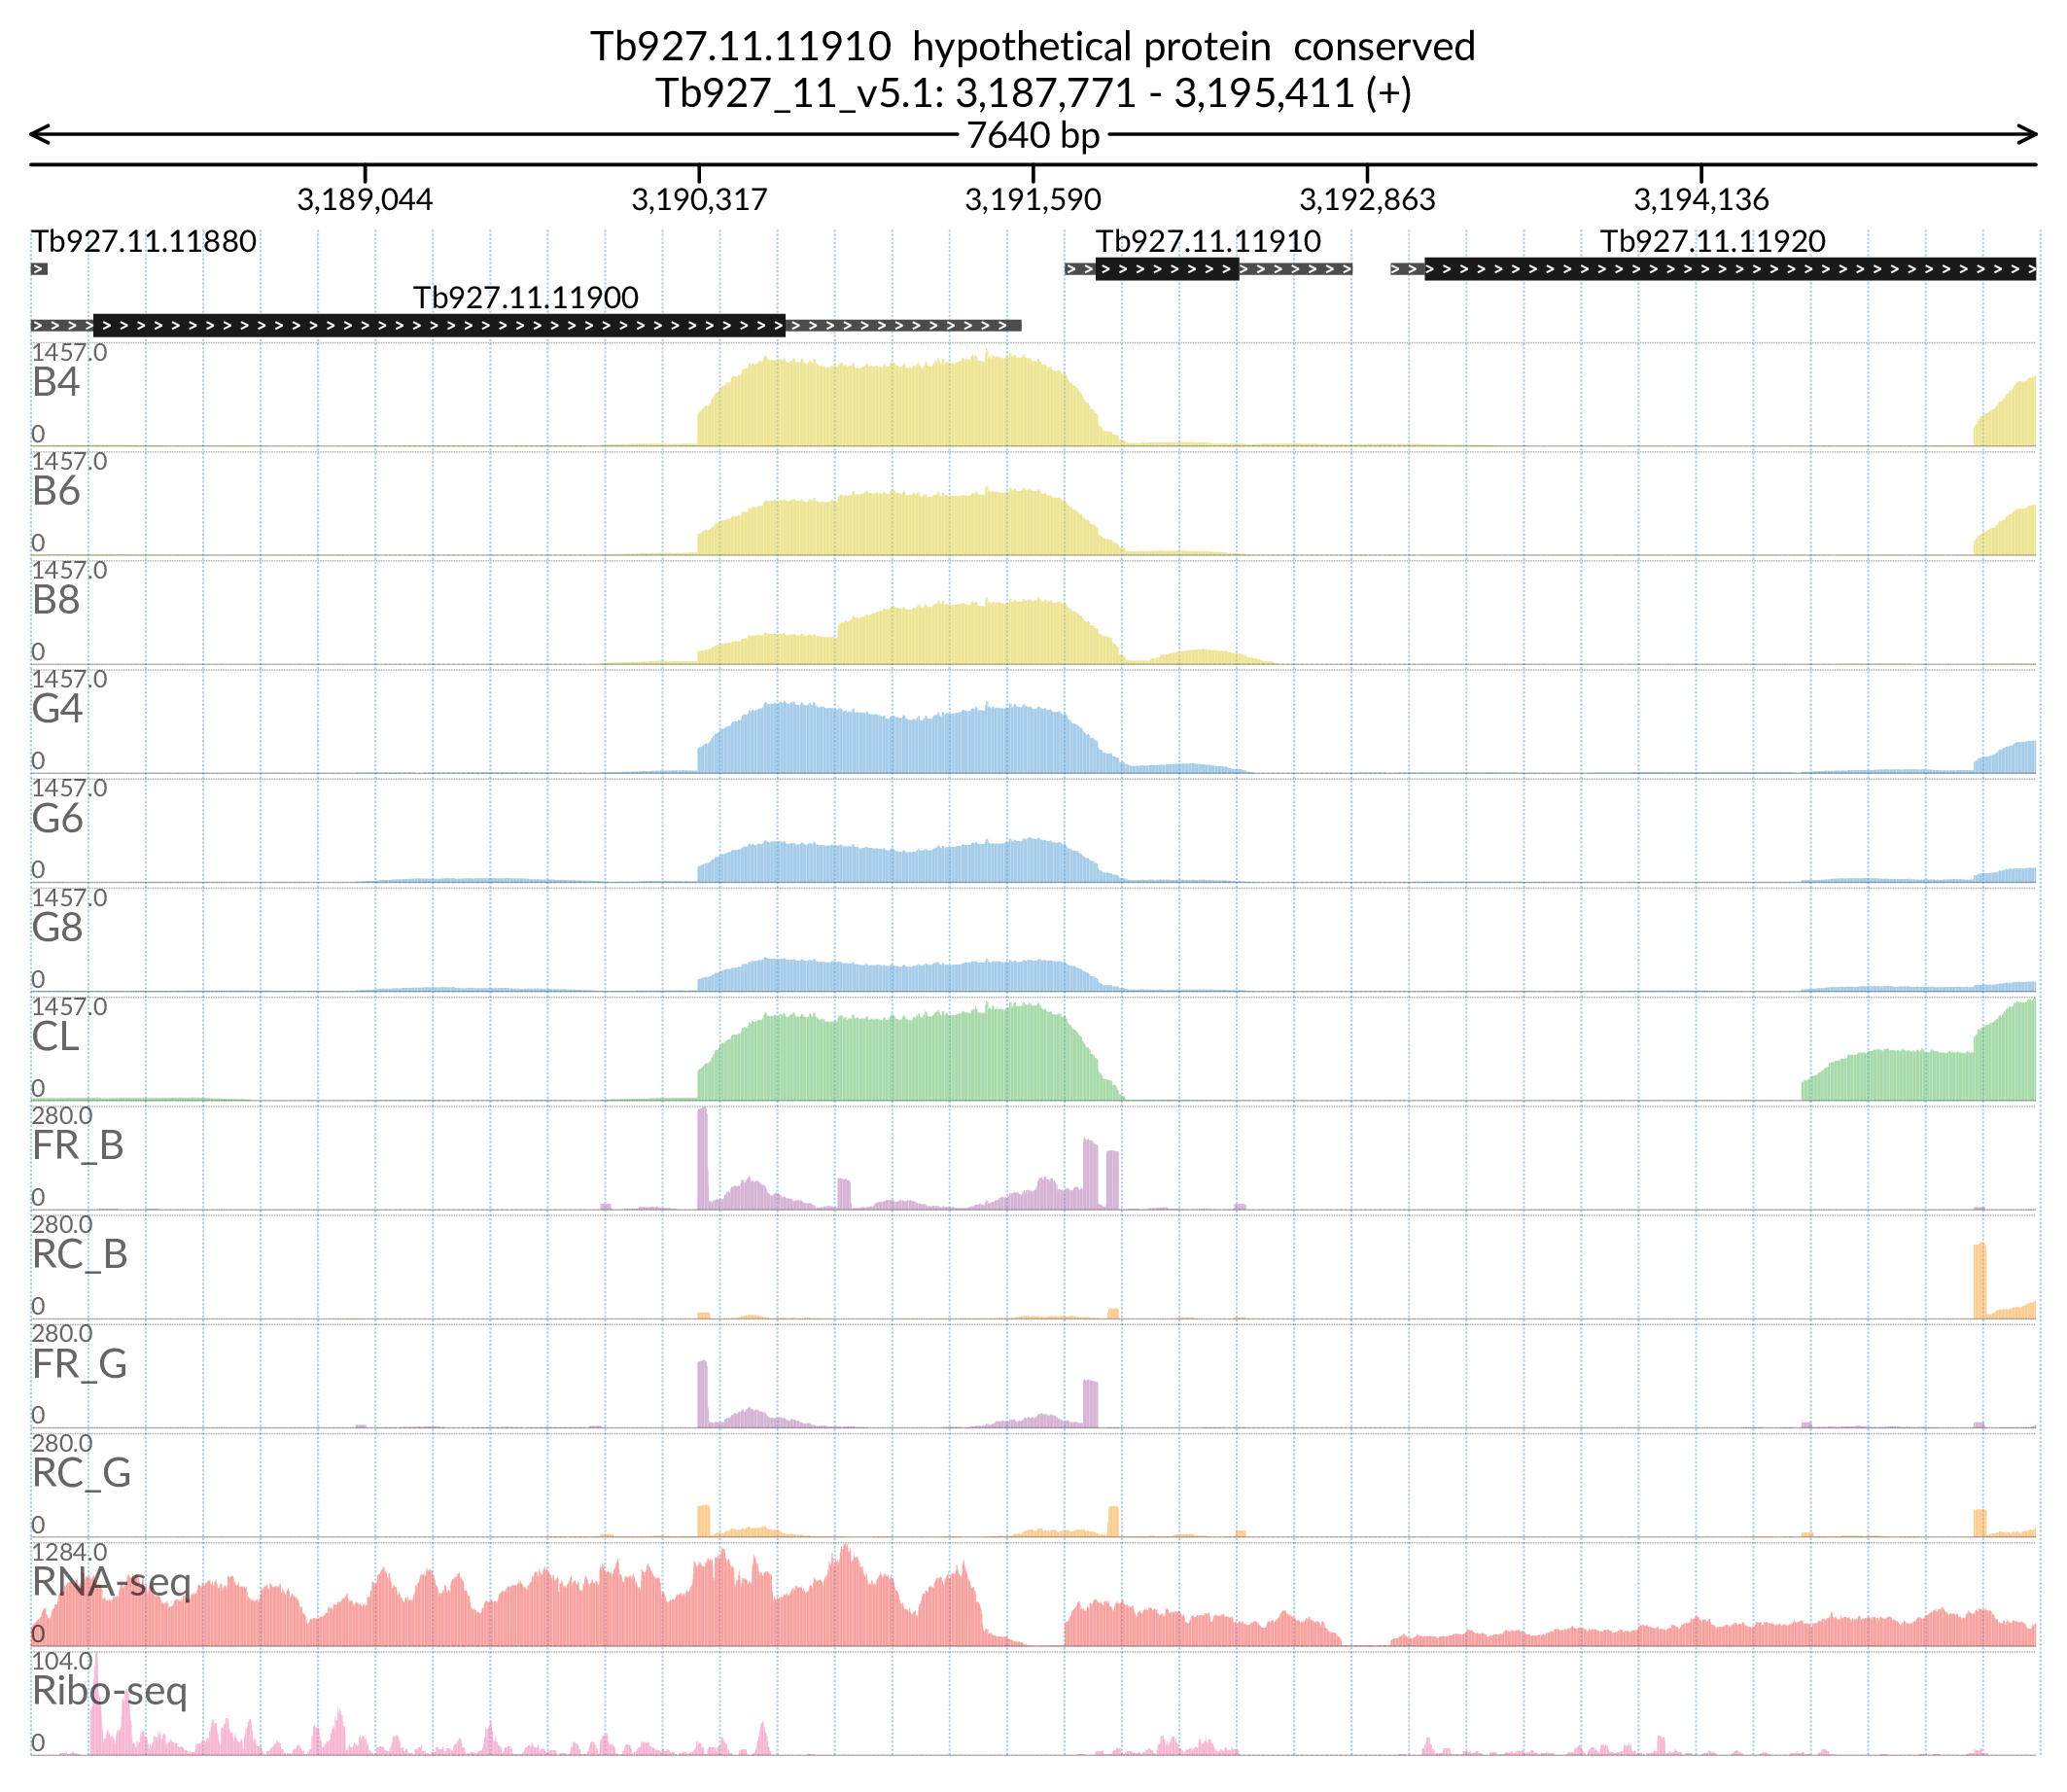 Tb927.11.11910  hypothetical protein  conserved
Tb927_11_v5.1: 3,187,771 - 3,195,411 (+)
7640 bp
3,189,044 3,190,317 3,191,590 3,192,863 3,194,136
Tb927.11.11880 Tb927.11.11910 Tb927.11.11920
Tb927.11.11900
1457.0
B4
0
1457.0
B6
0
1457.0
B8
0
1457.0
G4
0
1457.0
G6
0
1457.0
G8
0
1457.0
CL
0
280.0
FR_B
0
280.0
RC_B
0
280.0
FR_G
0
280.0
RC_G
0
1284.0
RNA-seq
0
104.0
Ribo-seq
0